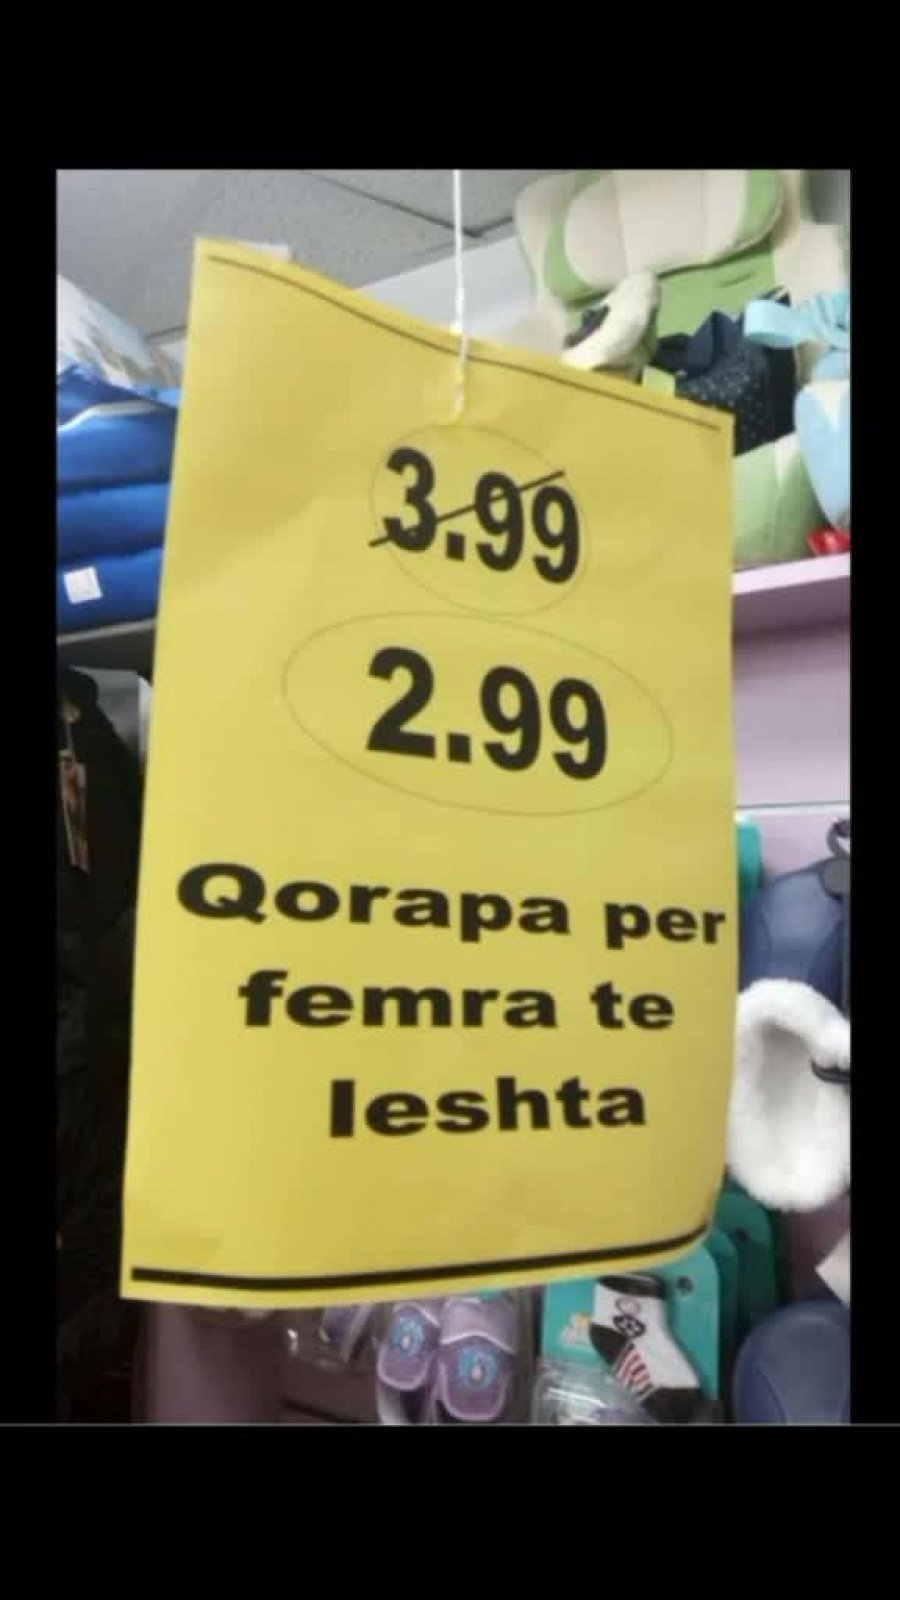 3.99
2.99
Qorapa per
femra te
leshta